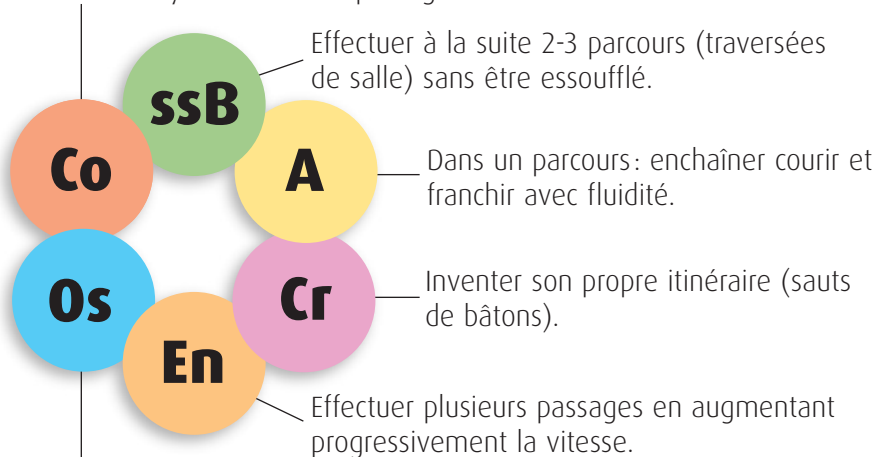 Effectuer à la suite 2-3 parcours (traversées
de salle) sans être essoufflé.
ssB
Co
A
Dans un parcours: enchaîner courir et
franchir avec fluidité.
Os
Cr
Inventer son propre itinéraire (sauts
de bâtons).
En
Effectuer plusieurs passages en augmentant
progressivement la vitesse.